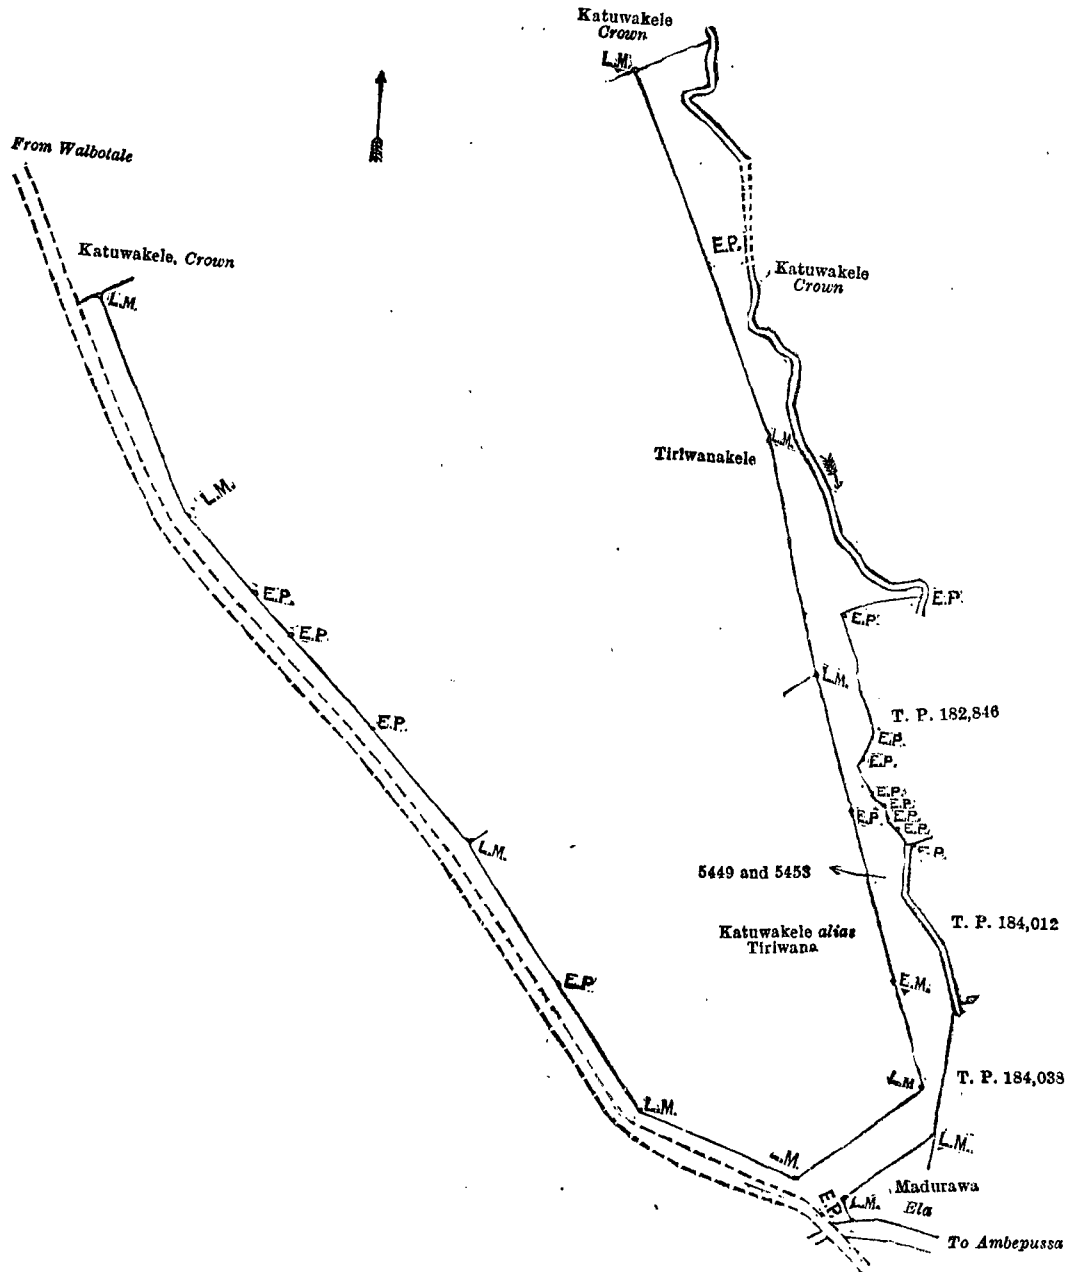 Katuwakele
Crown
L.M.
From Walbotale
Katuwakele, Crown
L.M.
E.P.
Katuwakele
Crown
L.M.
Tiriwanakele
L.M.
E.P.
E.P.
E.P.
E.P.
L.M.
T. P. 182,846
E.P.
E.P.
E.P.
E.P.
E.P.
E.P.
E.P.
E.P.
L.M.
E.P.
5449 and 5453
T. P. 184,012
Katuwakele alias
Tiriwana
E.P.
E.M.
L.M
T. P. 184,038
L.M.
L.M.
L.M.
E.P.
L.M.
Madurawa
Ela
To Ambepussa